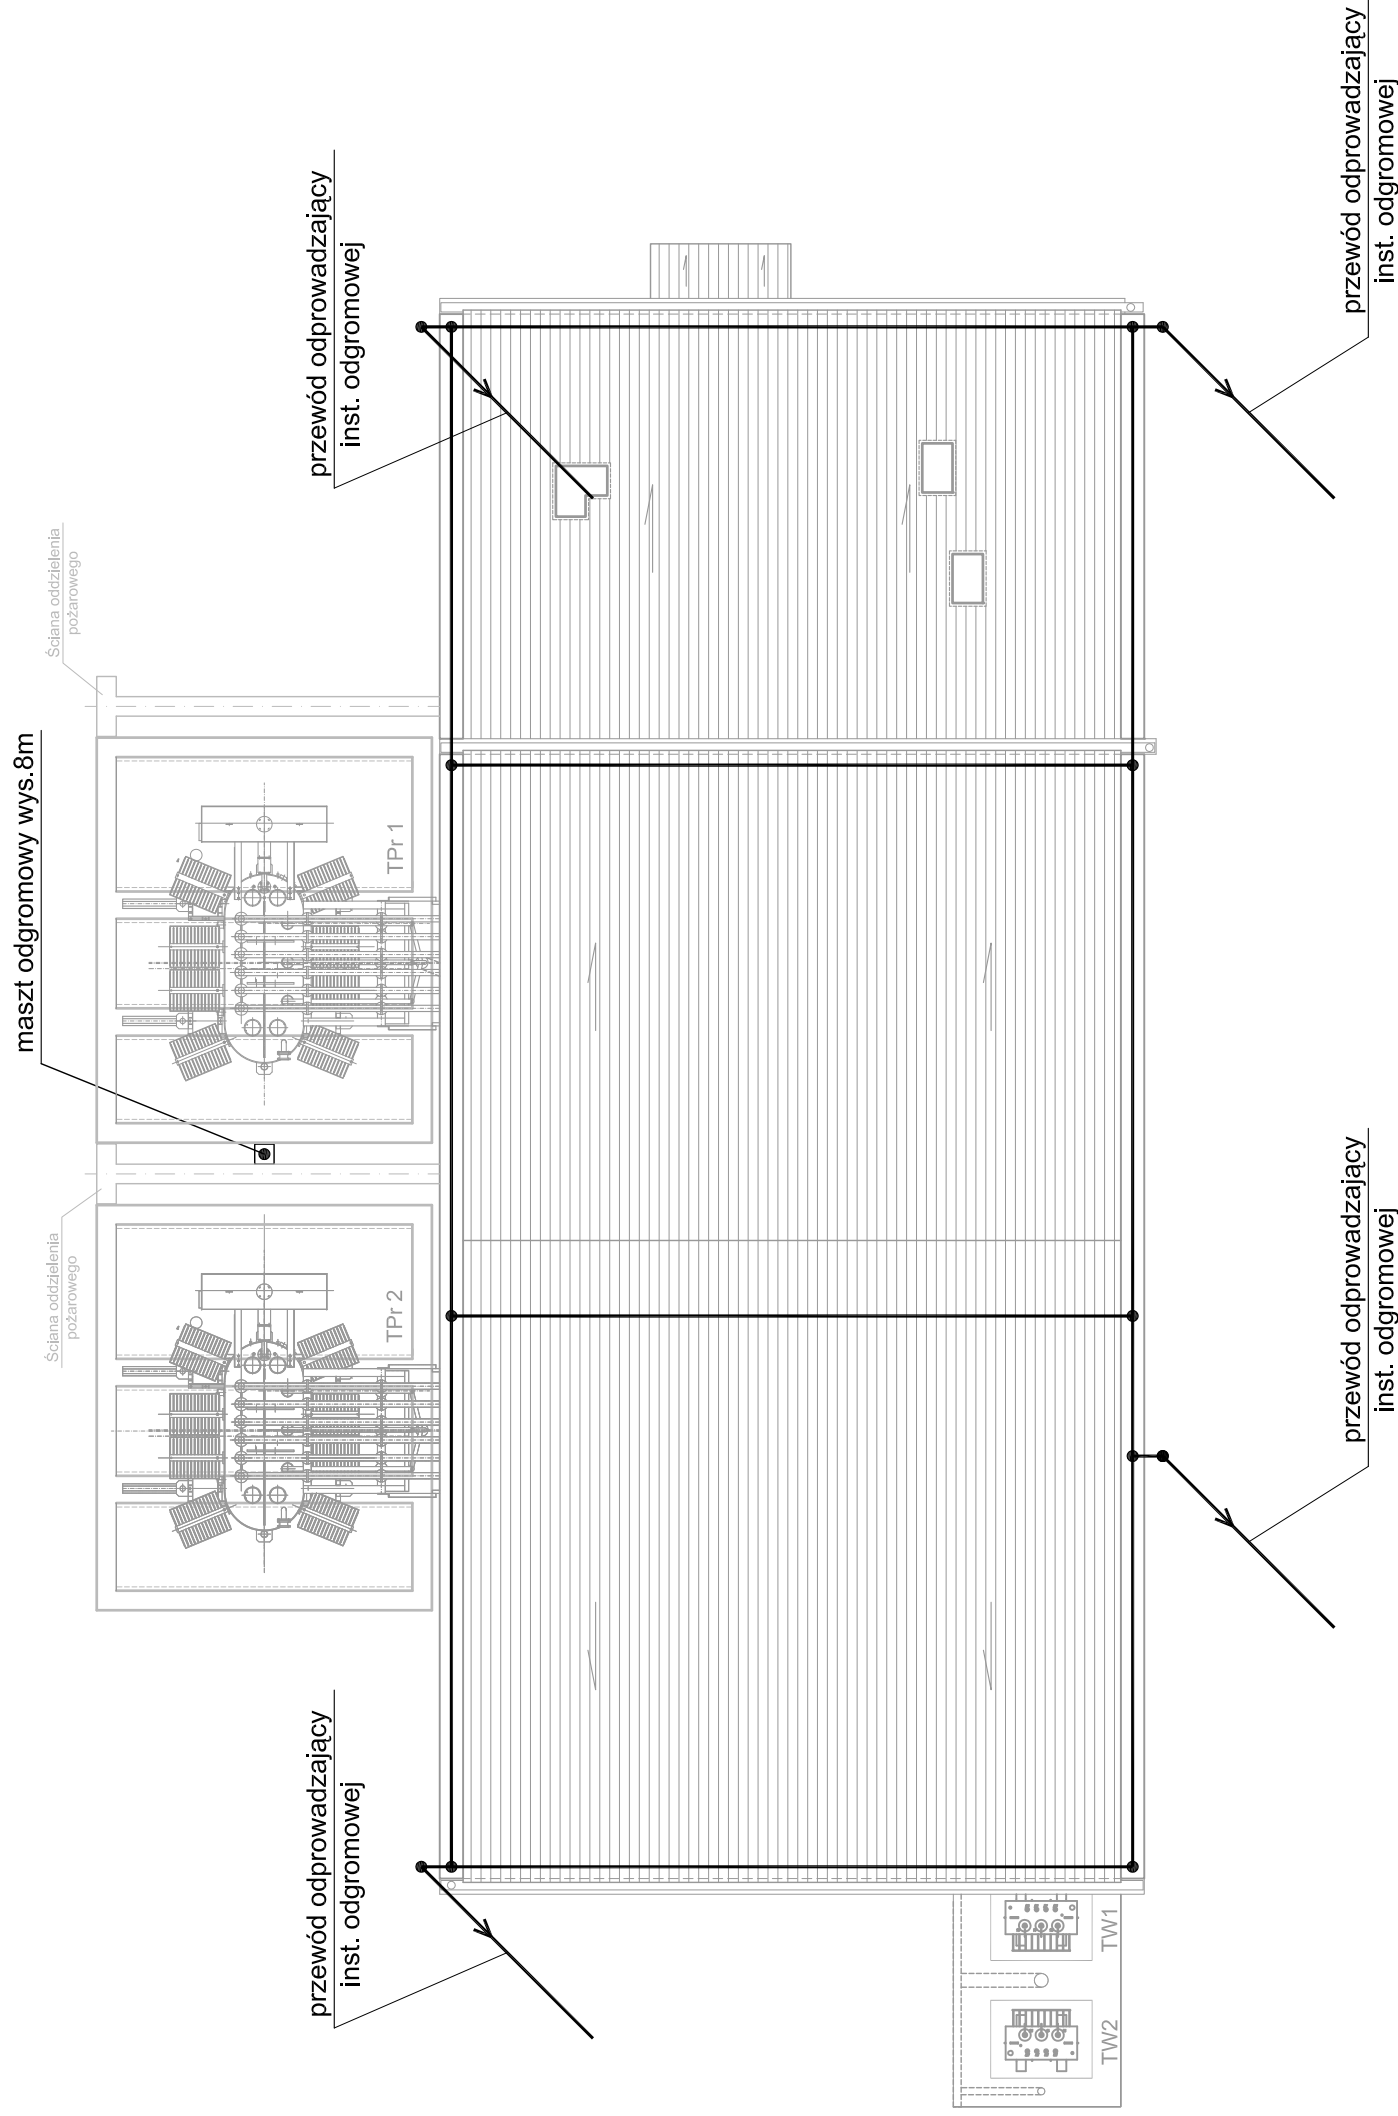 maszt odgromowy wys.8m
Ściana oddzielenia
pożarowego
Ściana oddzielenia
pożarowego
przewód odprowadzający
inst. odgromowej
przewód odprowadzający
inst. odgromowej
TPr 2
TPr 1
TW2
TW1
przewód odprowadzający
inst. odgromowej
przewód odprowadzający
inst. odgromowej